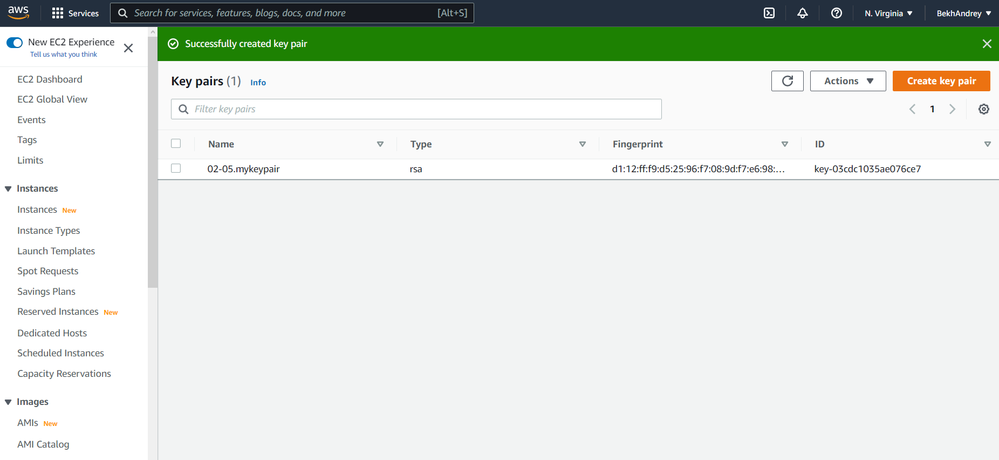 aws
Services
Search for services, features, blogs, docs, and more
[Alt+S]
N. Virginia
BekhAndrey
New EC2 Experience
Tell us what you think
EC2 Dashboard
EC2 Global View
Events
Tags
Limits
Instances
Instances New
Instance Types
Launch Templates
Spot Requests
Savings Plans
Reserved Instances New
Dedicated Hosts
Scheduled Instances
Capacity Reservations
Images
AMIs New
AMI Catalog
Successfully created key pair
Key pairs (1) Info
Actions
Create key pair
Filter key pairs
1
Name Type Fingerprint ID
02-05.mykeypair rsa d1:12:ff:f9:d5:25:96:f7:08:9d:f7:e6:98:... key-03cdc1035ae076ce7